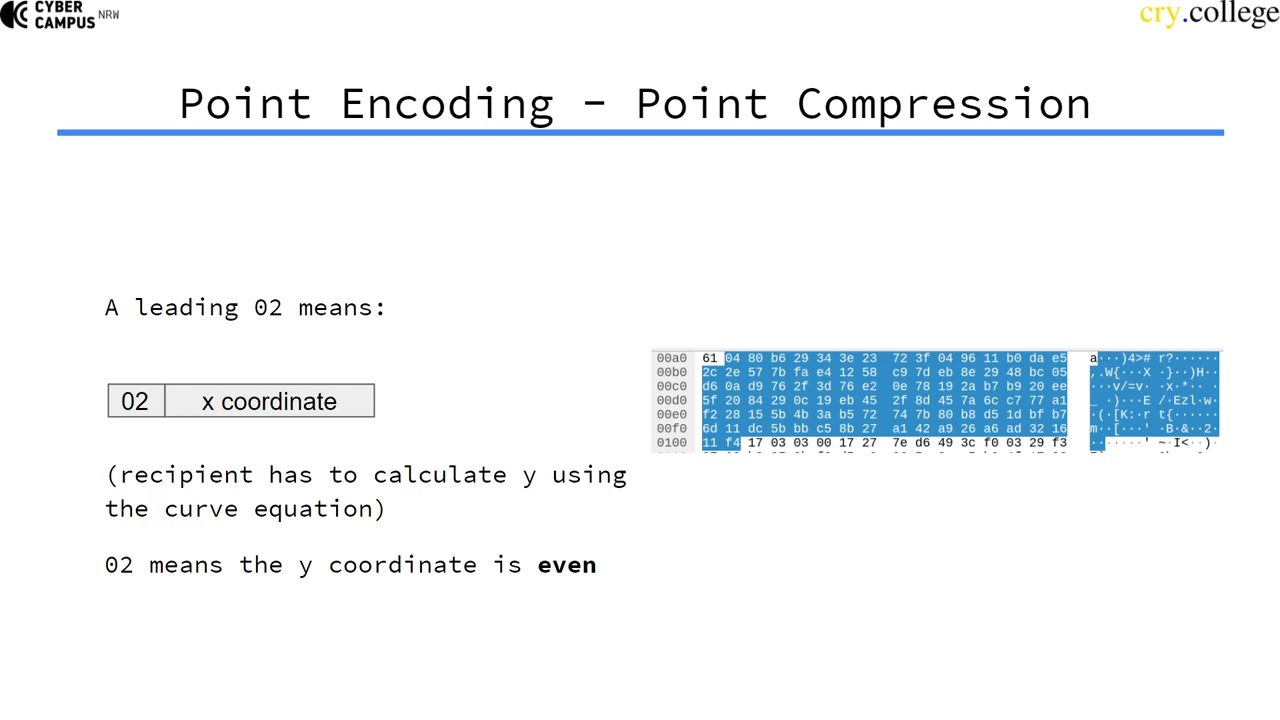 CYBER
CAMPUS NRW
cry.college
Point Encoding - Point Compression
A leading 02 means:
02 x coordinate
(recipient has to calculate y using
the curve equation)
02 means the y coordinate is even
00a0 61 04 80 b6 29 34 3e 23 72 3f 04 96 11 b0 da e5 a···)4># r?······
00b0 2c 2e 57 7b fa e4 12 58 c9 7d eb 8e 29 48 bc 05 ,.W{···X ·}··)H··
00c0 d6 0a d9 76 2f 3d 76 e2 0e 78 19 2a b7 b9 20 ee ···v/=v· ·x·*·· ·
00d0 5f 20 84 29 0c 19 eb 45 2f 8d 45 7a 6c c7 77 a1 _ ·)···E /·Ezl·w·
00e0 f2 28 15 5b 4b 3a b5 72 74 7b 80 b8 d5 1d bf b7 ·(·[K:·r t{······
00f0 6d 11 dc 5b bb c5 8b 27 a1 42 a9 26 a6 ad 32 16 m··[···' ·B·&··2·
0100 11 f4 17 03 03 00 17 27 7e d6 49 3c f0 03 29 f3 ·······' ~·I<··)·